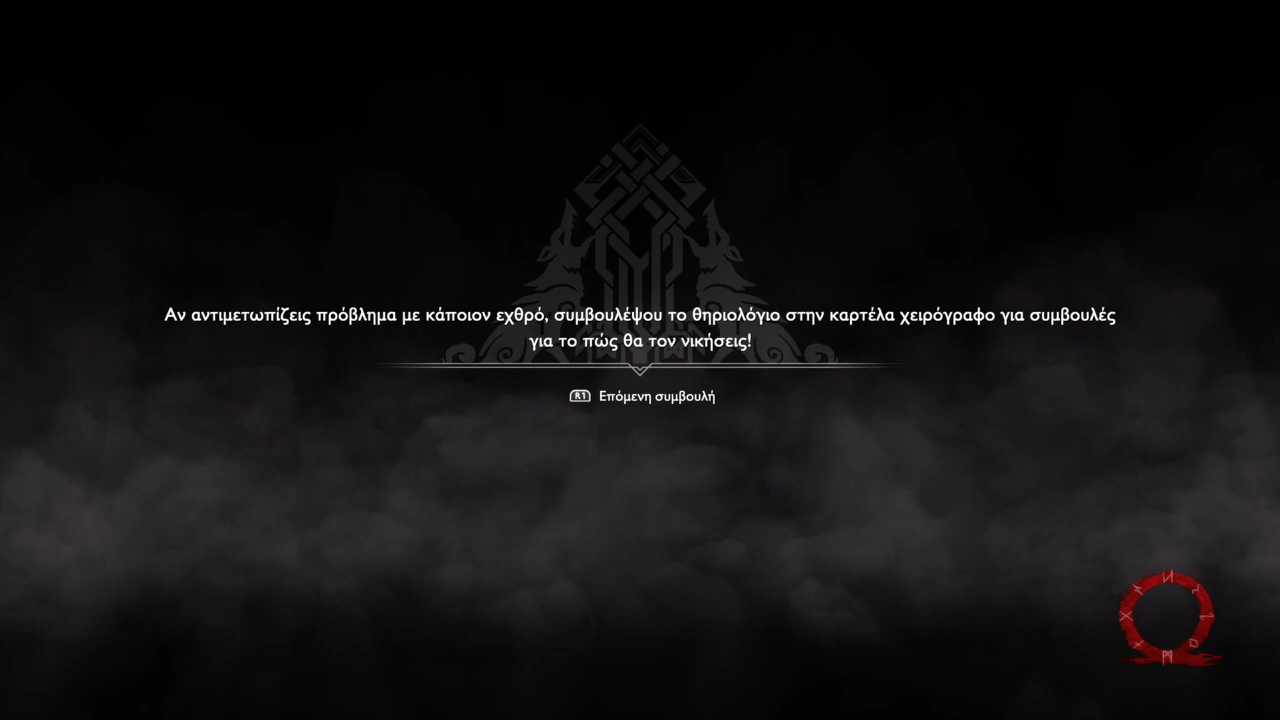 Αν αντιμετωπίζεις πρόβλημα με κάποιον εχθρό, συμβουλέψου το θηριολόγιο στην καρτέλα χειρόγραφο για συμβουλές
για το πώς θα τον νικήσεις!
R1 Επόμενη συμβουλή